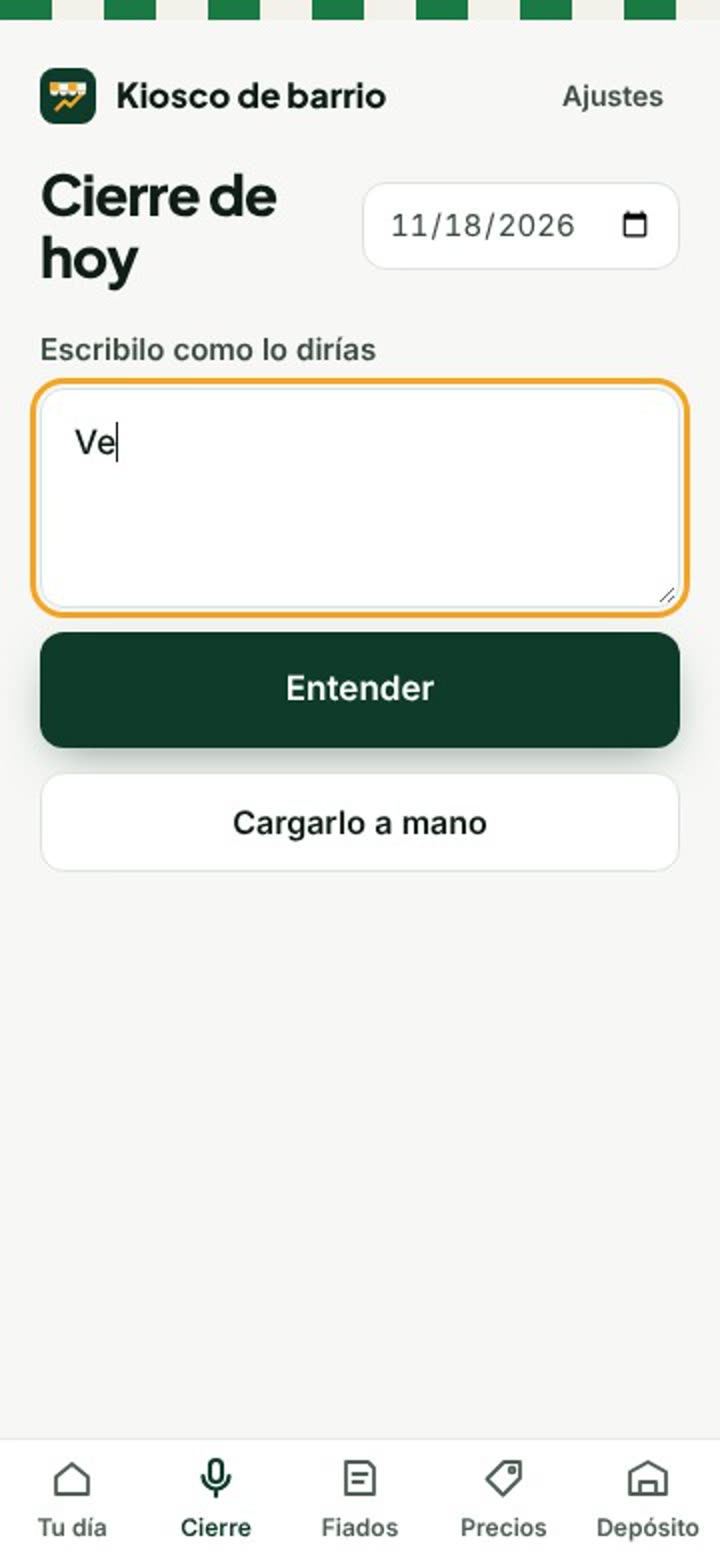 Kiosco de barrio
Ajustes
Cierre de
hoy
11/18/2026
Escribilo como lo dirías
Ve
Entender
Cargarlo a mano
Tu día
Cierre
Fiados
Precios
Depósito